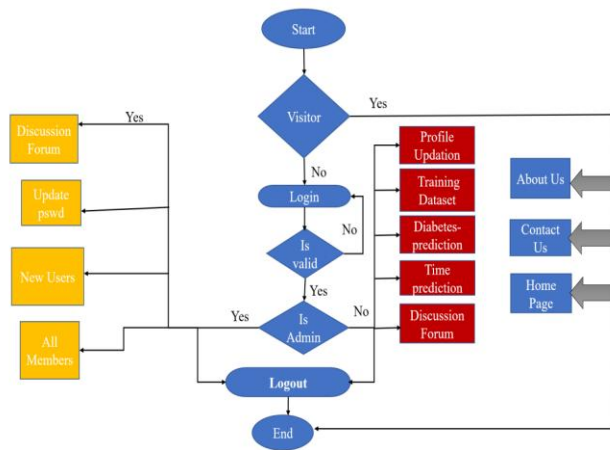 Start
Visitor
Yes
No
Login
No
Is
valid
Yes
Is
Admin
Yes
No
Logout
End
Yes
Discussion
Forum
Update
pswd
New Users
All
Members
Profile
Updation
Training
Dataset
Diabetes-
prediction
Time
prediction
Discussion
Forum
About Us
Contact
Us
Home
Page